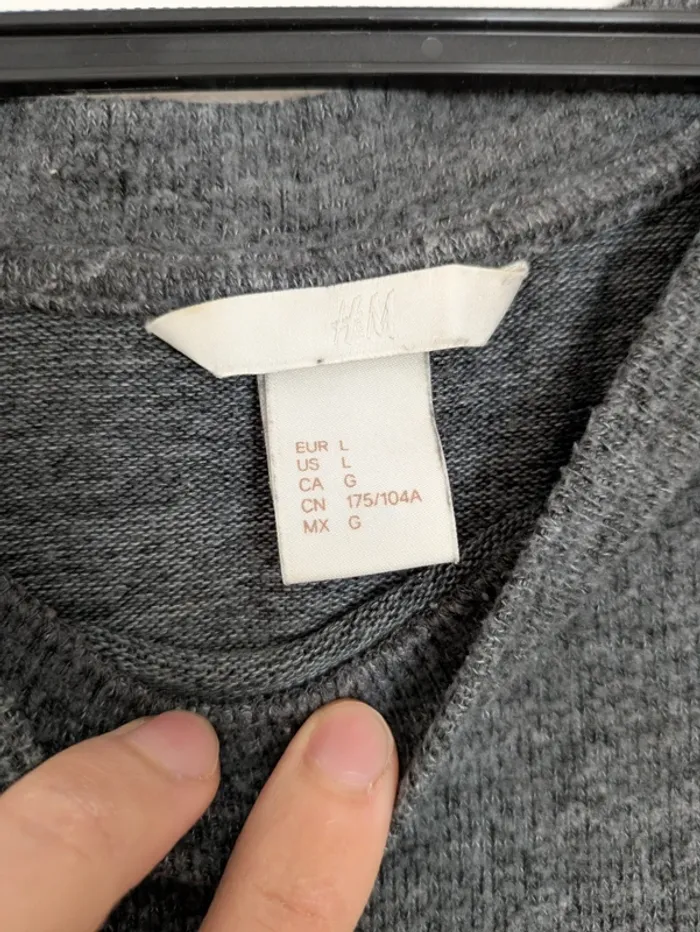 H&M
EUR L
US L
CA G
CN 175/104A
MX G